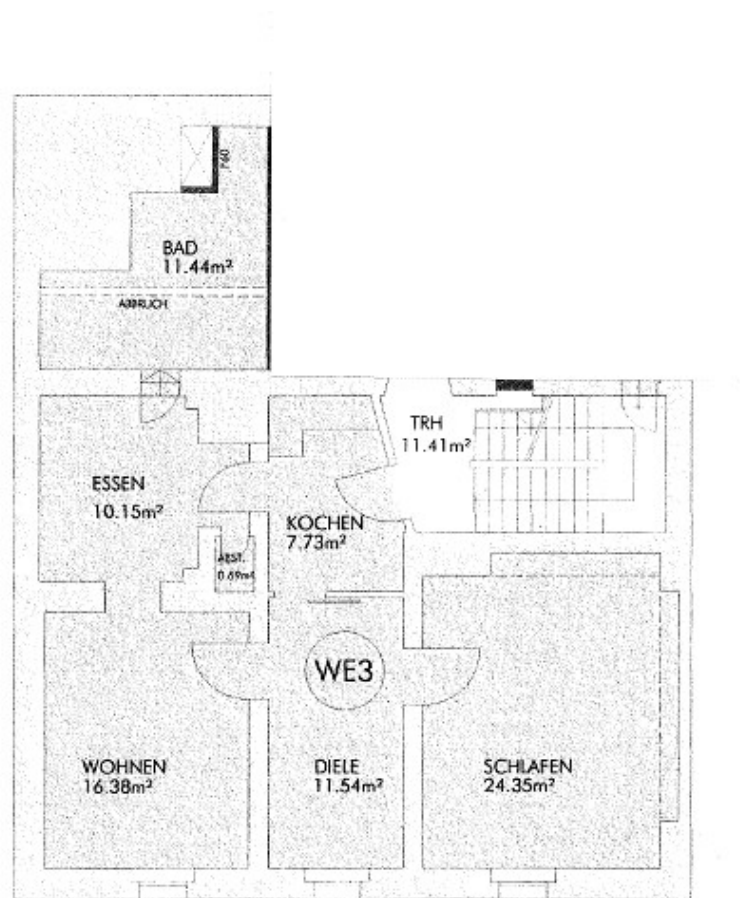 F60
BAD
11.44m²
ABBRUCH
TRH
11.41m²
ESSEN
10.15m²
KOCHEN
7.73m²
ABST.
0.69m²
WE3
WOHNEN
16.38m²
DIELE
11.54m²
SCHLAFEN
24.35m²